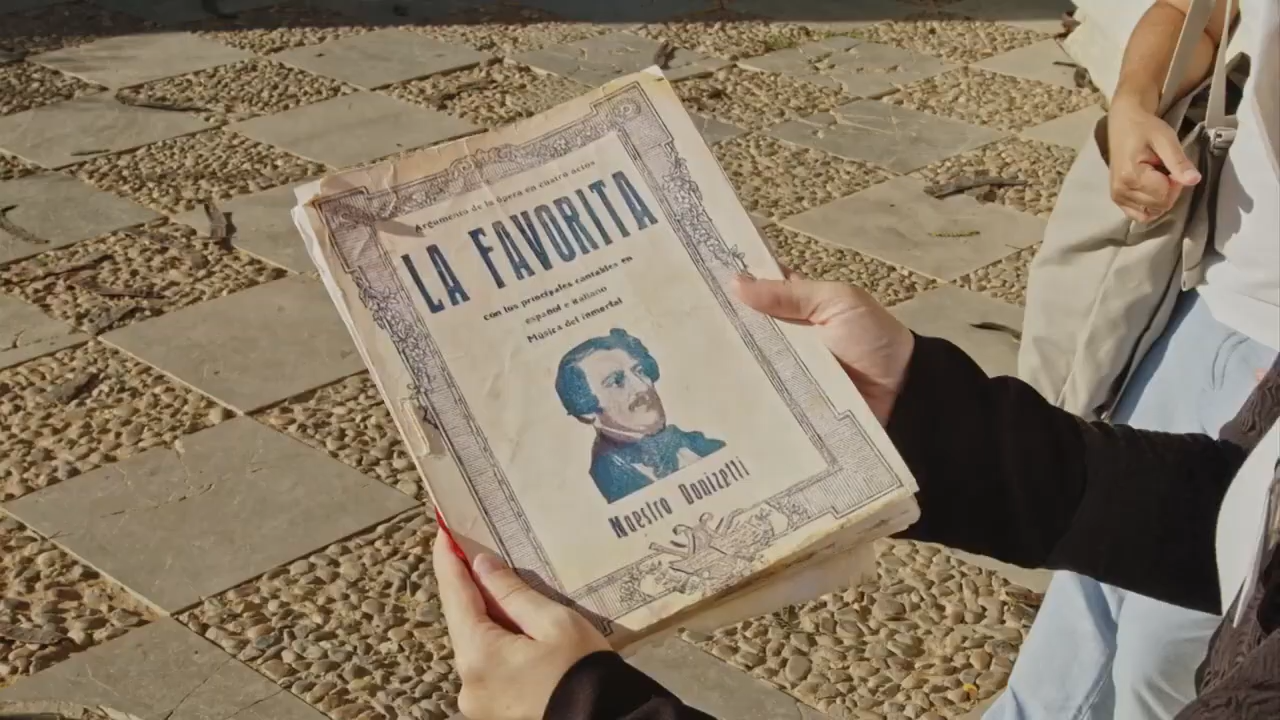 Argumento de la ópera en cuatro actos
LA FAVORITA
con los principales cantables en
español e italiano
Música del inmortal
Maestro Donizetti